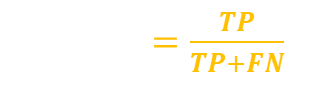 = TP / TP+FN